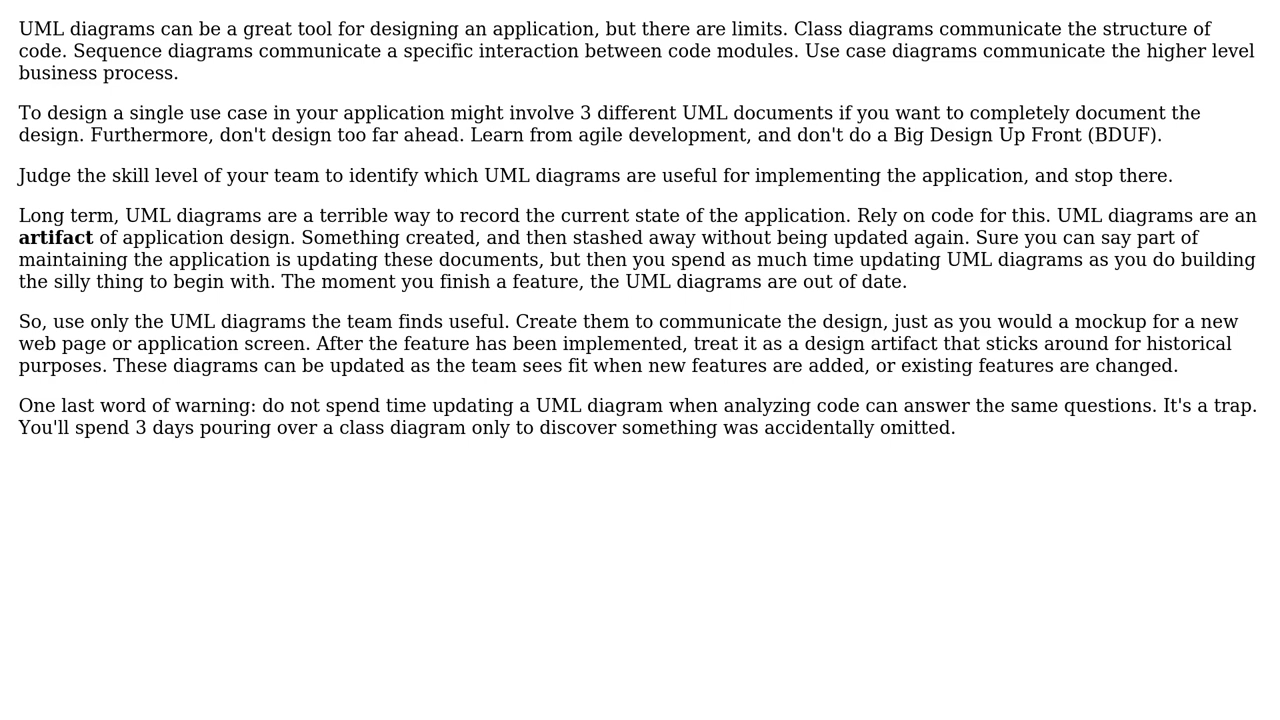 UML diagrams can be a great tool for designing an application, but there are limits. Class diagrams communicate the structure of
code. Sequence diagrams communicate a specific interaction between code modules. Use case diagrams communicate the higher level
business process.
To design a single use case in your application might involve 3 different UML documents if you want to completely document the
design. Furthermore, don't design too far ahead. Learn from agile development, and don't do a Big Design Up Front (BDUF).
Judge the skill level of your team to identify which UML diagrams are useful for implementing the application, and stop there.
Long term, UML diagrams are a terrible way to record the current state of the application. Rely on code for this. UML diagrams are an
artifact of application design. Something created, and then stashed away without being updated again. Sure you can say part of
maintaining the application is updating these documents, but then you spend as much time updating UML diagrams as you do building
the silly thing to begin with. The moment you finish a feature, the UML diagrams are out of date.
So, use only the UML diagrams the team finds useful. Create them to communicate the design, just as you would a mockup for a new
web page or application screen. After the feature has been implemented, treat it as a design artifact that sticks around for historical
purposes. These diagrams can be updated as the team sees fit when new features are added, or existing features are changed.
One last word of warning: do not spend time updating a UML diagram when analyzing code can answer the same questions. It's a trap.
You'll spend 3 days pouring over a class diagram only to discover something was accidentally omitted.